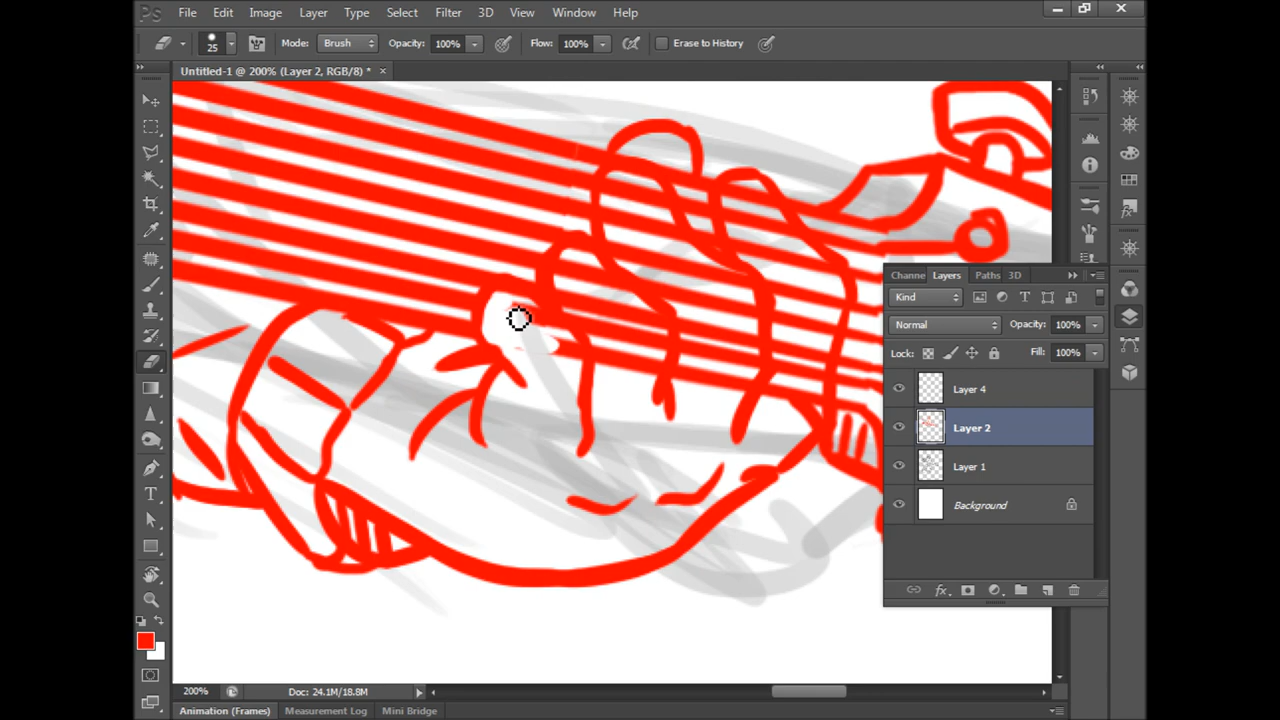 Ps File Edit Image Layer Type Select Filter 3D View Window Help
25 Mode: Brush Opacity: 100% Flow: 100% Erase to History
Untitled-1 @ 200% (Layer 2, RGB/8) *
Channe Layers Paths 3D
Kind
Normal Opacity: 100%
Lock: Fill: 100%
Layer 4
Layer 2
Layer 1
Background
fx
200% Doc: 24.1M/18.8M
Animation (Frames) Measurement Log Mini Bridge